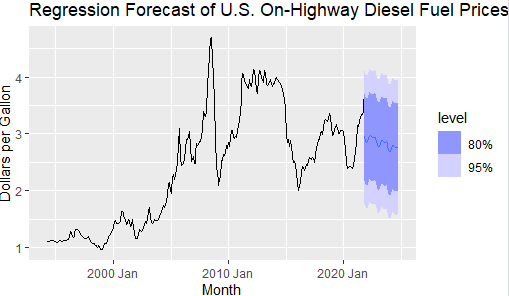 Regression Forecast of U.S. On-Highway Diesel Fuel Prices
Dollars per Gallon
4
3
2
1
2000 Jan
2010 Jan
2020 Jan
Month
level
80%
95%